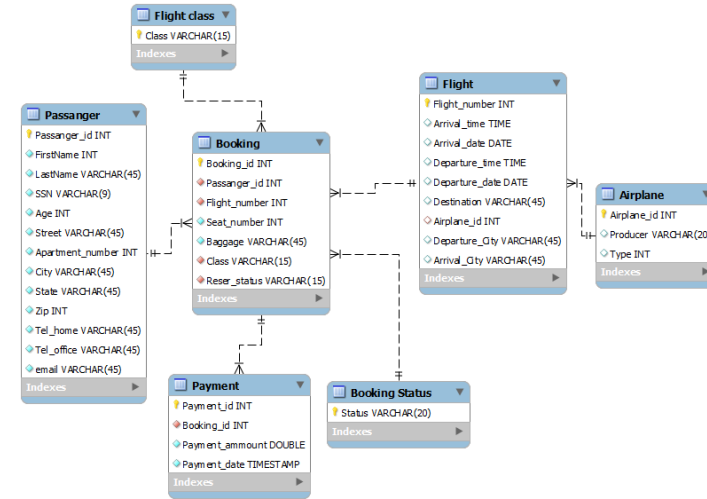 Flight class
Class VARCHAR(15)
Indexes
Passanger
Passanger_id INT
FirstName INT
LastName VARCHAR(45)
SSN VARCHAR(9)
Age INT
Street VARCHAR(45)
Apartment_number INT
City VARCHAR(45)
State VARCHAR(45)
Zip INT
Tel_home VARCHAR(45)
Tel_office VARCHAR(45)
email VARCHAR(45)
Indexes
Booking
Booking_id INT
Passanger_id INT
Flight_number INT
Seat_number INT
Baggage VARCHAR(45)
Class VARCHAR(15)
Reser_status VARCHAR(15)
Indexes
Flight
Flight_number INT
Arrival_time TIME
Arrival_date DATE
Departure_time TIME
Departure_date DATE
Destination VARCHAR(45)
Airplane_id INT
Departure_City VARCHAR(45)
Arrival_City VARCHAR(45)
Indexes
Airplane
Airplane_id INT
Producer VARCHAR(20
Type INT
Indexes
Payment
Payment_id INT
Booking_id INT
Payment_ammount DOUBLE
Payment_date TIMESTAMP
Indexes
Booking Status
Status VARCHAR(20)
Indexes